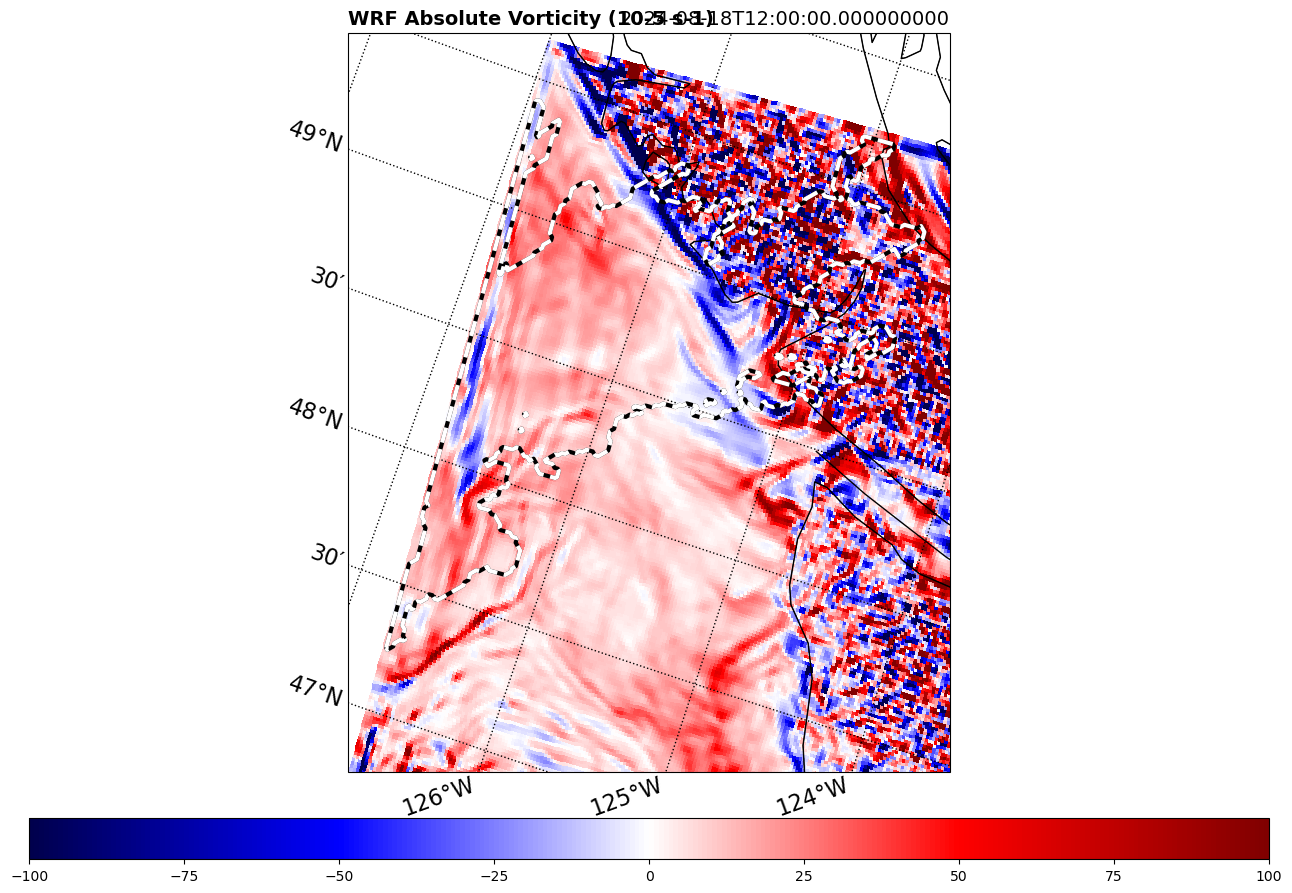 WRF Absolute Vorticity (10-5 s-1)
2024-08-18T12:00:00.000000000
49°N
30′
48°N
30′
47°N
126°W 125°W 124°W
−100 −75 −50 −25 0 25 50 75 100